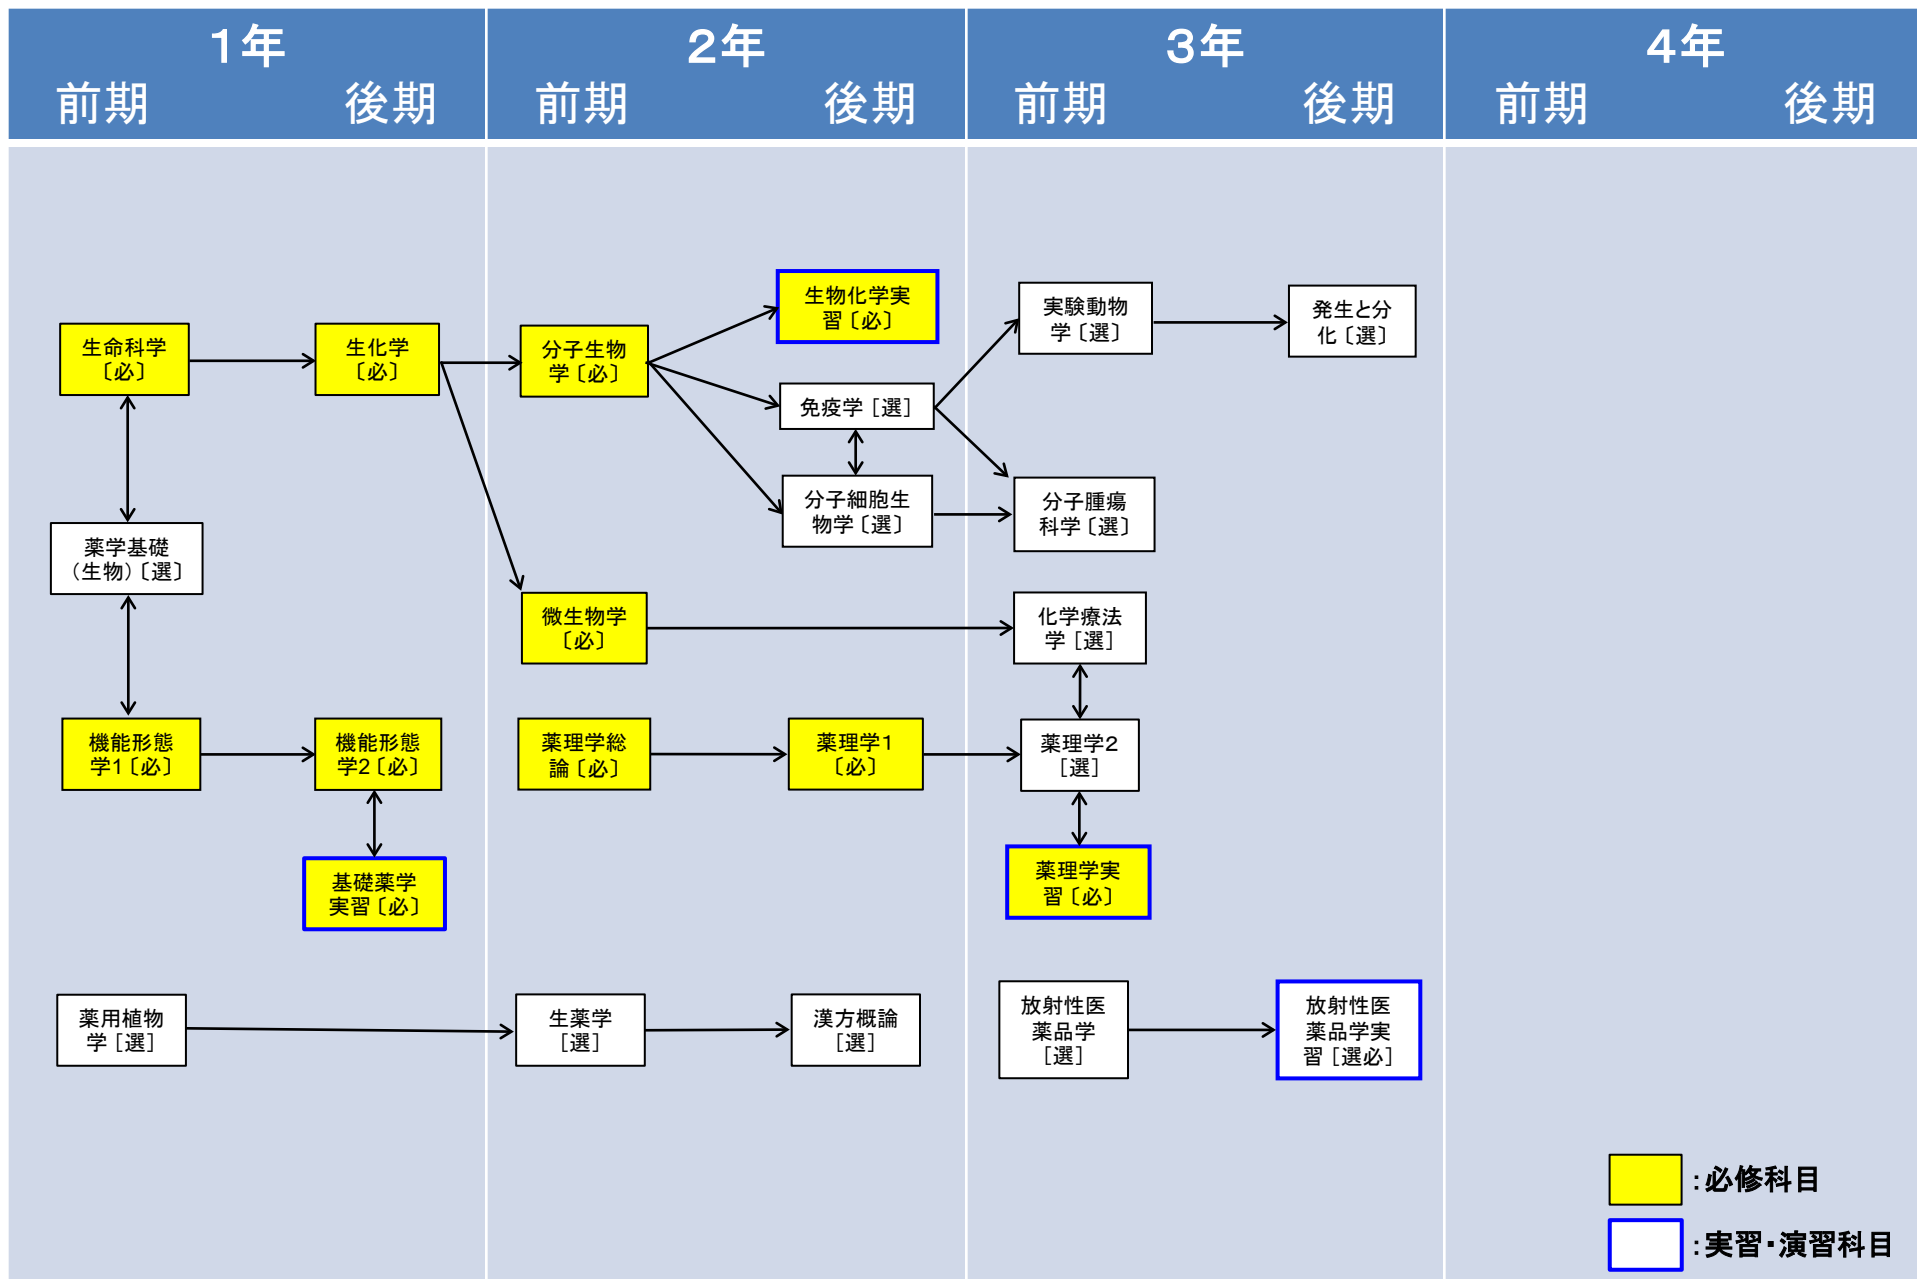 1年
2年
3年
4年
前期
後期
前期
後期
前期
後期
前期
後期
生命科学
〔必〕
生化学
〔必〕
分子生物
学〔必〕
生物化学実
習〔必〕
実験動物
学〔選〕
発生と分
化〔選〕
免疫学［選］
分子細胞生
物学〔選〕
分子腫瘍
科学〔選〕
薬学基礎
（生物）〔選〕
微生物学
〔必〕
化学療法
学［選］
機能形態
学1〔必〕
機能形態
学2〔必〕
薬理学総
論〔必〕
薬理学1
〔必〕
薬理学2
［選］
基礎薬学
実習〔必〕
薬理学実
習〔必〕
薬用植物
学［選］
生薬学
［選］
漢方概論
［選］
放射性医
薬品学
［選］
放射性医
薬品学実
習［選必］
：必修科目
：実習・演習科目